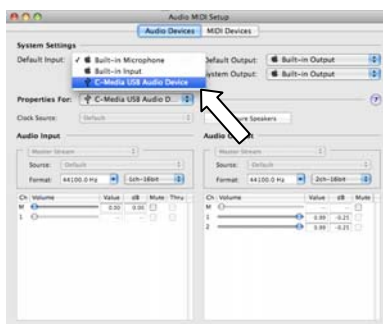 Audio MIDI Setup
Audio Devices MIDI Devices
System Settings
Default Input: ✓ Built-in Microphone
Built-in Input
C-Media USB Audio Device
Default Output: Built-in Output
System Output: Built-in Output
Properties For: C-Media USB Audio D...
Clock Source: Default
Speakers
Audio Input
Audio
Master Stream
Master Stream
Source: Default
Source: Default
Format: 44100.0 Hz 1ch-16bit
Format: 44100.0 Hz 2ch-16bit
Ch Volume Value dB Mute Thru
Ch Volume Value dB Mute
M 0.00 0.00
M
1
1 0.99 -0.25
2 0.99 -0.25